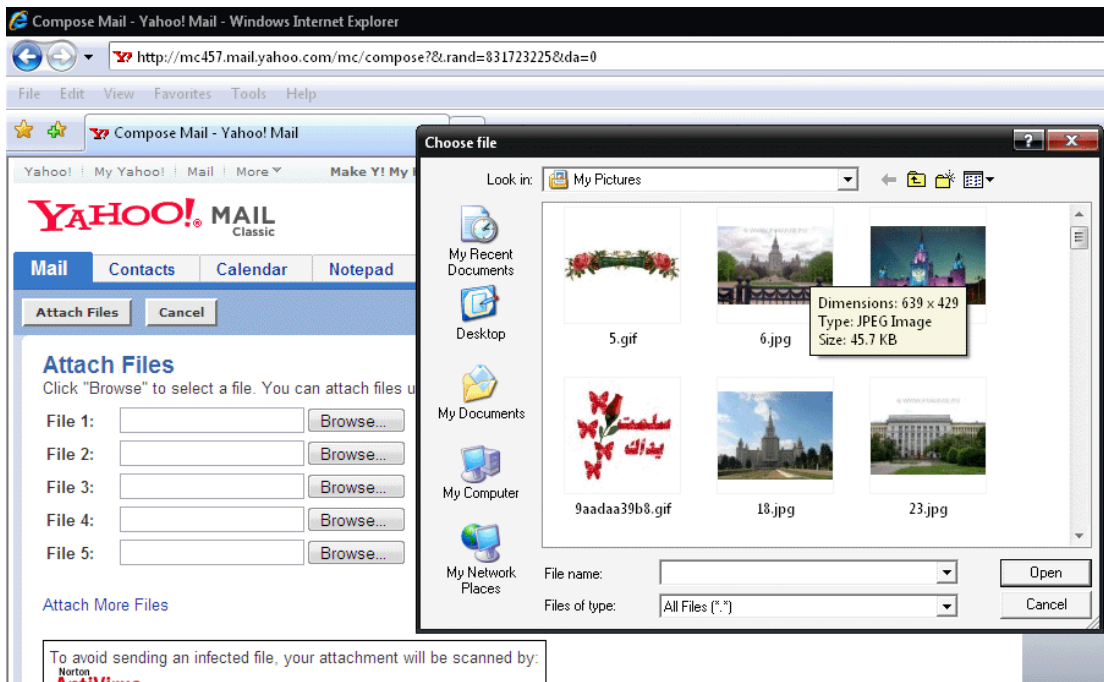 Compose Mail - Yahoo! Mail - Windows Internet Explorer
http://mc457.mail.yahoo.com/mc/compose?&.rand=831723225&da=0
File Edit View Favorites Tools Help
Compose Mail - Yahoo! Mail
Yahoo! My Yahoo! Mail More Make Y! My
YAHOO! MAIL
Classic
Mail Contacts Calendar Notepad
Attach Files Cancel
Attach Files
Click "Browse" to select a file. You can attach files u
File 1: Browse...
File 2: Browse...
File 3: Browse...
File 4: Browse...
File 5: Browse...
Attach More Files
To avoid sending an infected file, your attachment will be scanned by:
Norton
AntiVirus
Choose file
Look in: My Pictures
My Recent
Documents
Desktop
My Documents
My Computer
My Network
Places
5.gif 6.jpg
Dimensions: 639 x 429
Type: JPEG Image
Size: 45.7 KB
سلمت
يداك
9aadaa39b8.gif 18.jpg 23.jpg
File name: Open
Files of type: All Files (*.*) Cancel